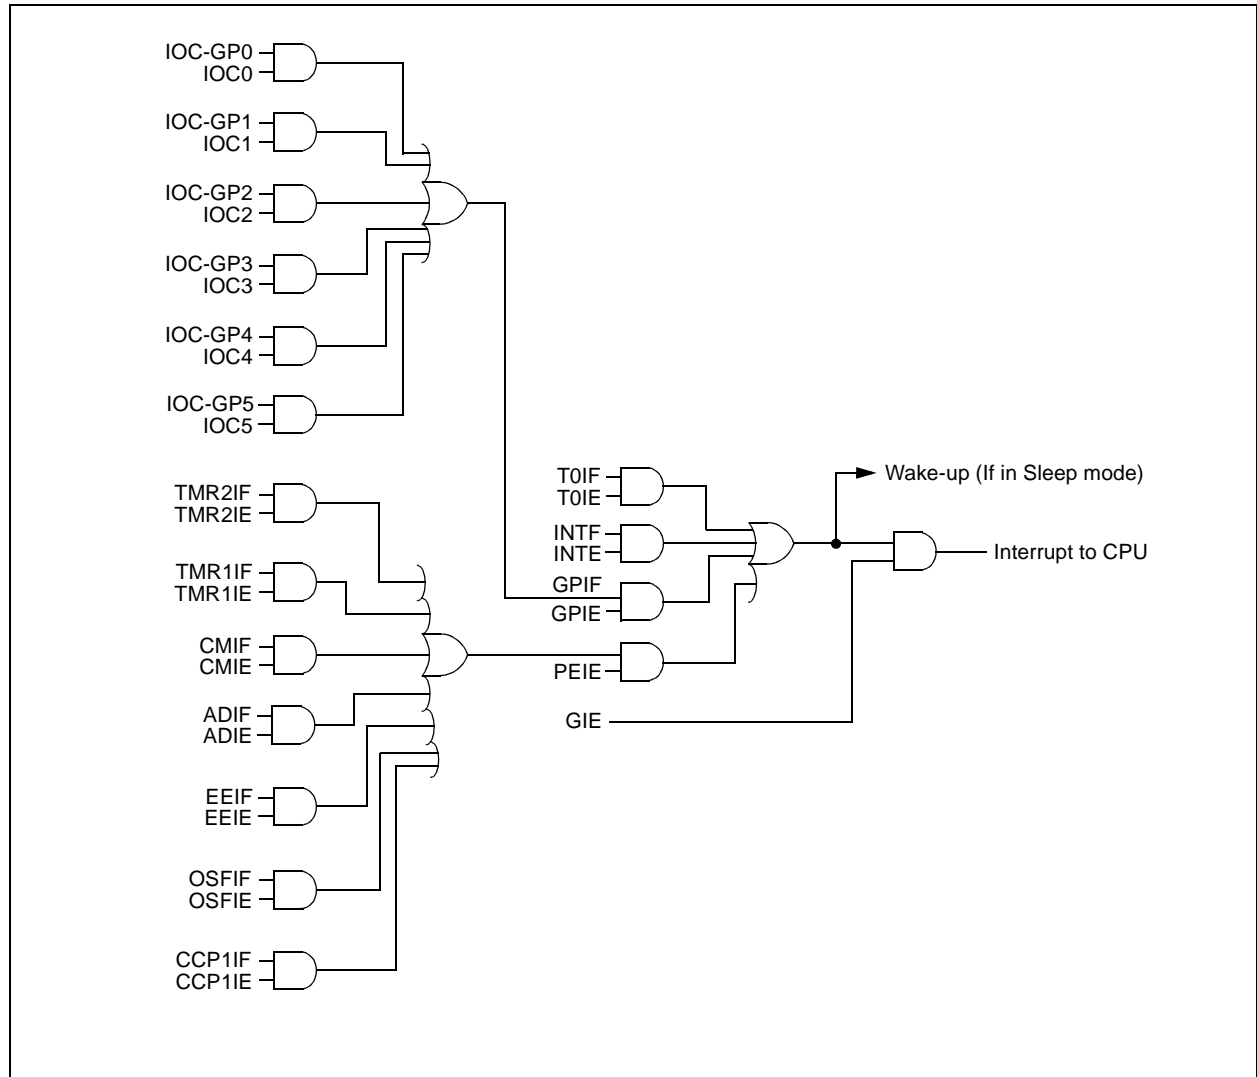 IOC-GP0
IOC0
IOC-GP1
IOC1
IOC-GP2
IOC2
IOC-GP3
IOC3
IOC-GP4
IOC4
IOC-GP5
IOC5
TMR2IF
TMR2IE
TMR1IF
TMR1IE
CMIF
CMIE
ADIF
ADIE
EEIF
EEIE
OSFIF
OSFIE
CCP1IF
CCP1IE
T0IF
T0IE
INTF
INTE
GPIF
GPIE
PEIE
GIE
Wake-up (If in Sleep mode)
Interrupt to CPU